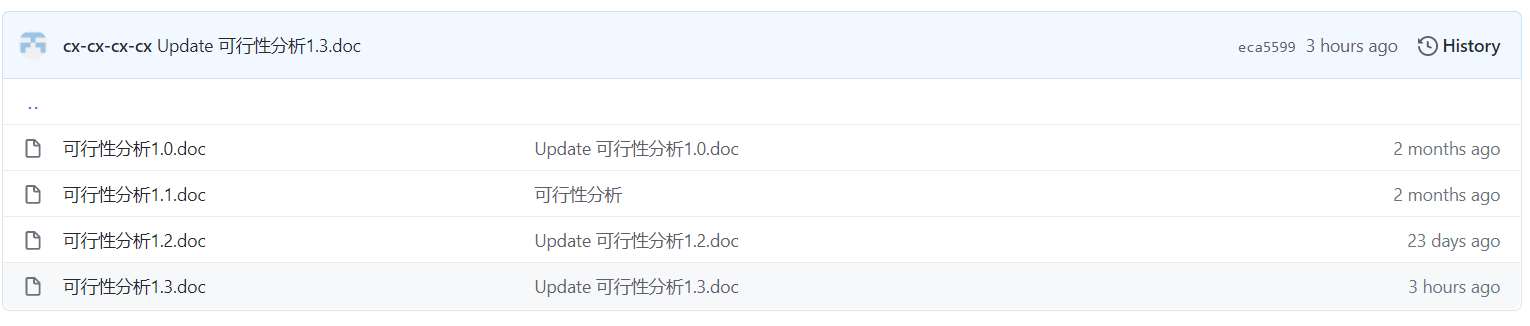 cx-cx-cx-cx Update 可行性分析1.3.doc eca5599 3 hours ago History
..
可行性分析1.0.doc Update 可行性分析1.0.doc 2 months ago
可行性分析1.1.doc 可行性分析 2 months ago
可行性分析1.2.doc Update 可行性分析1.2.doc 23 days ago
可行性分析1.3.doc Update 可行性分析1.3.doc 3 hours ago